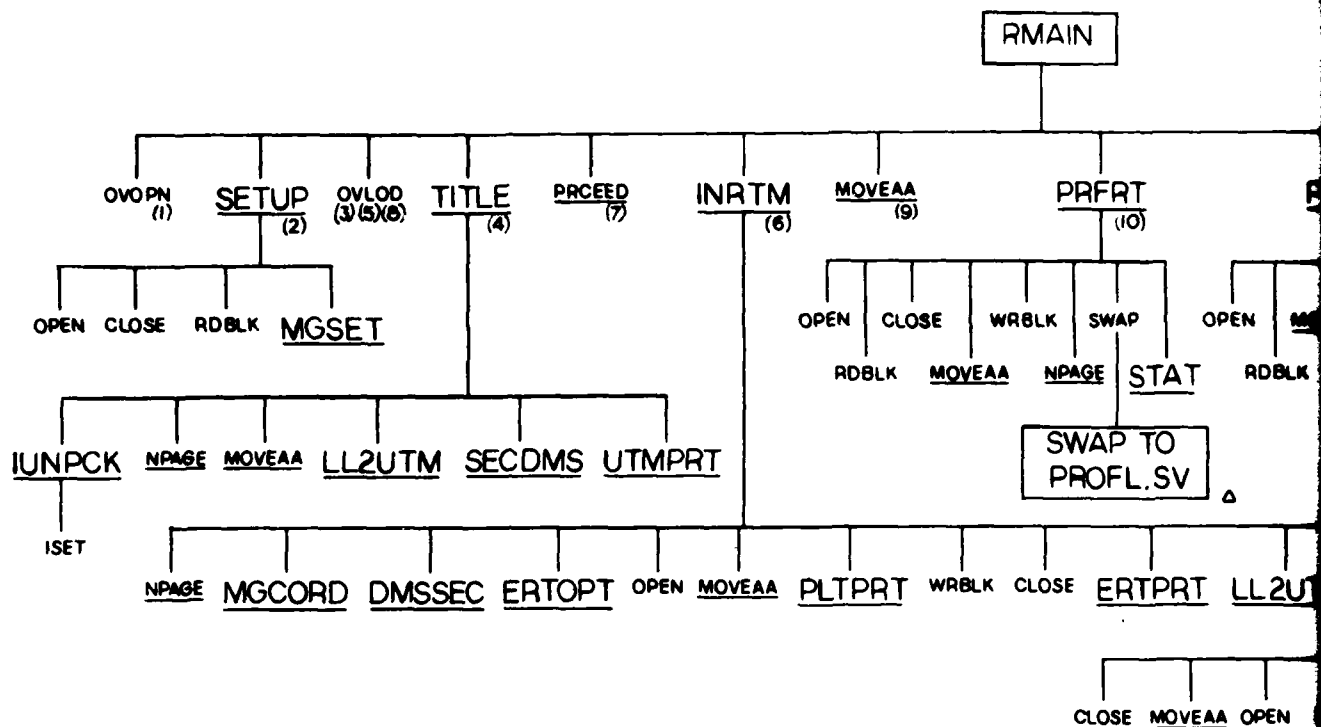 RMAIN
OVOPN SETUP OVLOD TITLE PRCEED INRTM MOVEAA PRFRT
(1) (2) (3)(5)(8) (4) (7) (6) (9) (10)
OPEN CLOSE RDBLK MGSET OPEN CLOSE WRBLK SWAP OPEN
RDBLK MOVEAA NPAGE STAT RDBLK
IUNPCK NPAGE MOVEAA LL2UTM SECDMS UTMPRT
SWAP TO
PROFL.SV
Δ
ISET
NPAGE MGCORD DMSSEC ERTOPT OPEN MOVEAA PLTPRT WRBLK CLOSE ERTPRT
CLOSE MOVEAA OPEN